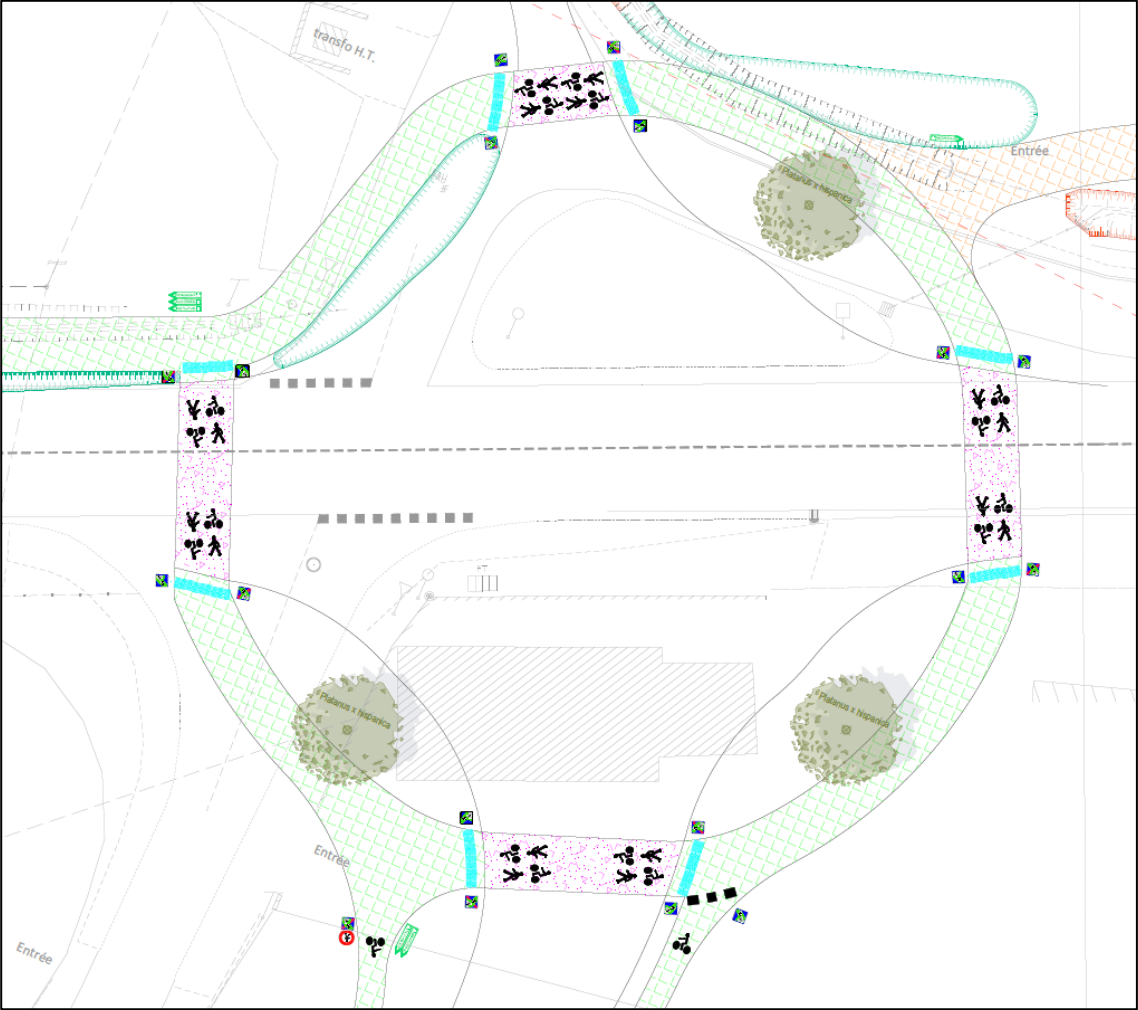 transfo H.T.
Entrée
Platanus x hispanica
Platanus x hispanica
Platanus x hispanica
Entrée
Entrée